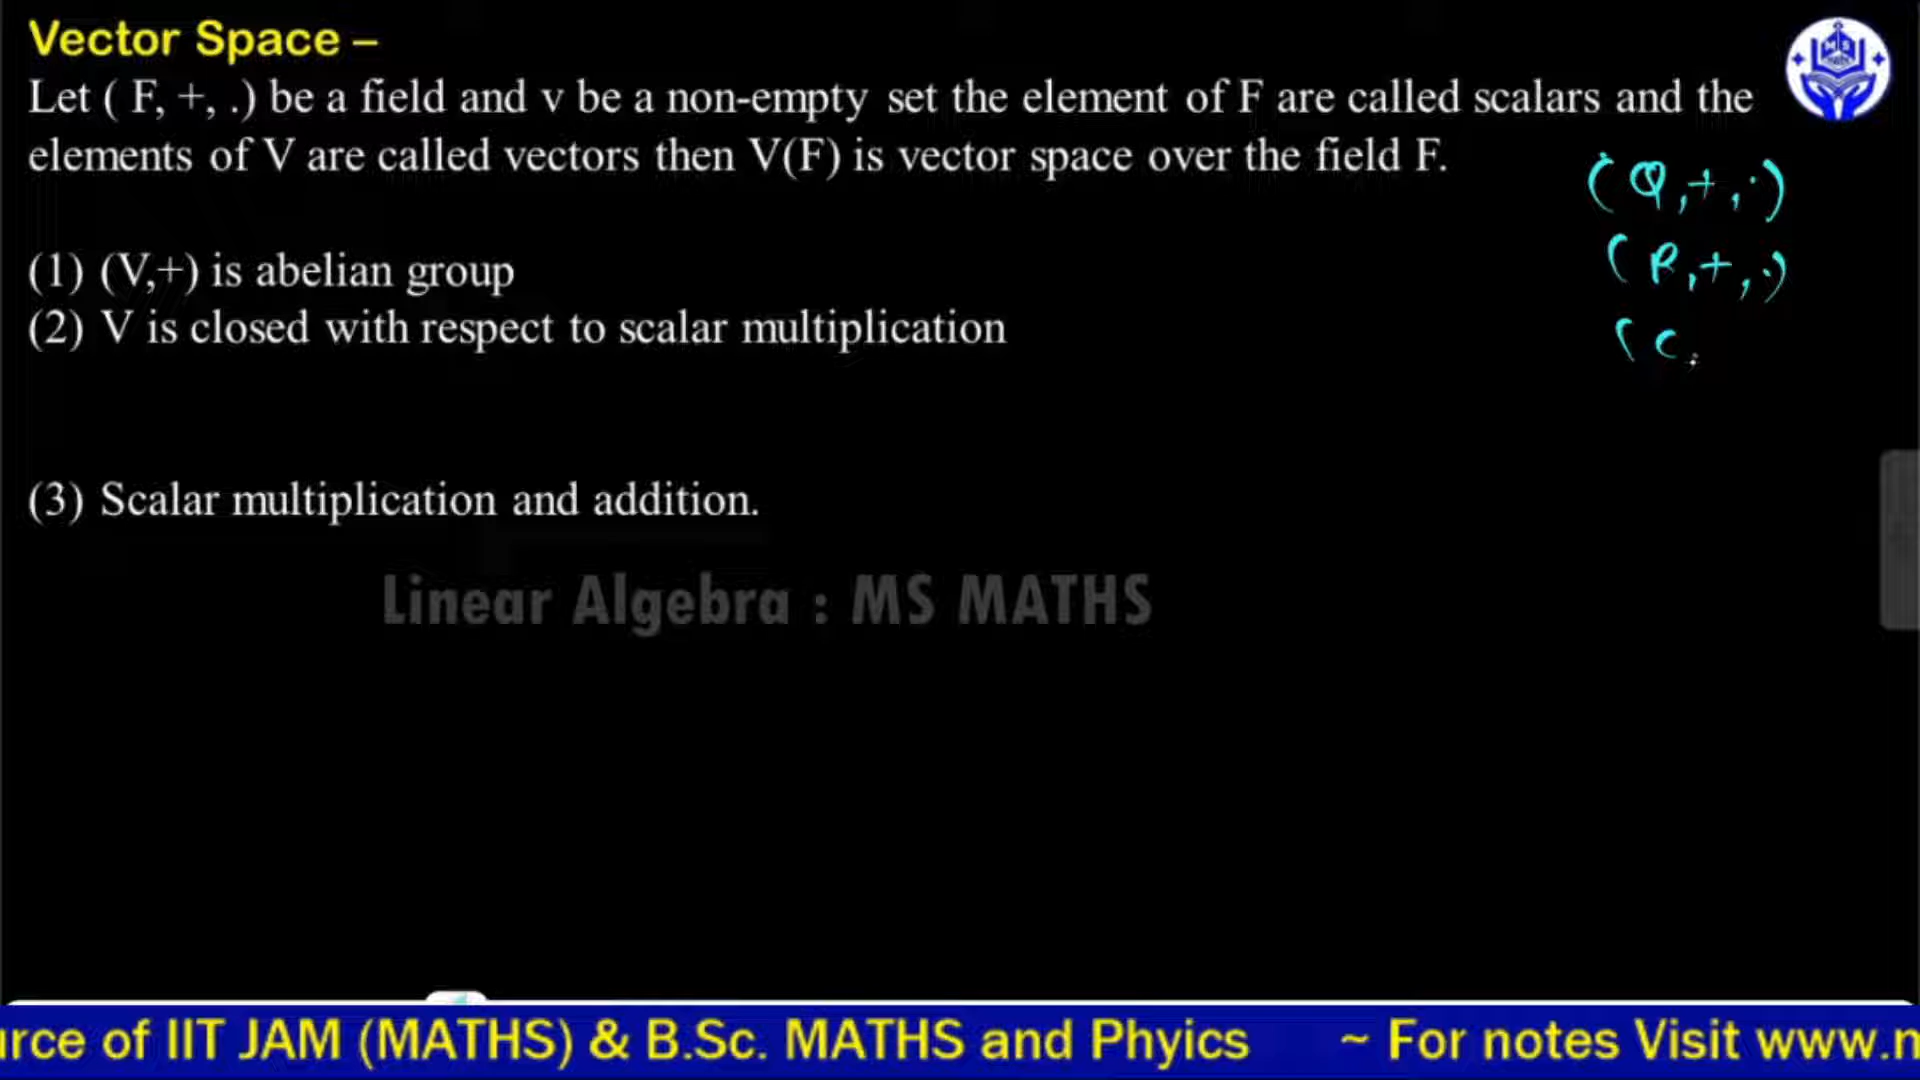 Vector Space –
Let ( F, +, .) be a field and v be a non-empty set the element of F are called scalars and the
elements of V are called vectors then V(F) is vector space over the field F.
(Q,+,·)
(R,+,·)
(C,
(1) (V,+) is abelian group
(2) V is closed with respect to scalar multiplication
(3) Scalar multiplication and addition.
Linear Algebra : MS MATHS
urce of IIT JAM (MATHS) & B.Sc. MATHS and Phyics ~ For notes Visit www.n